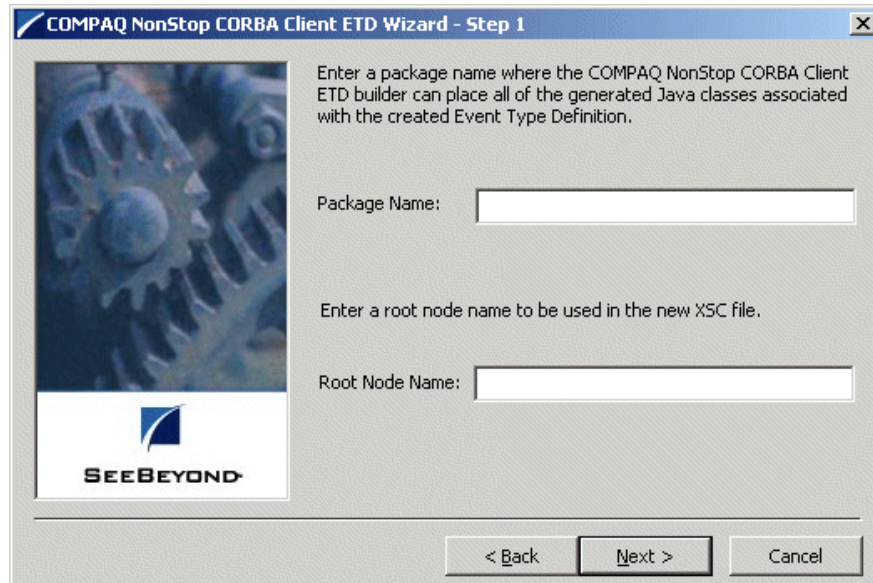 COMPAQ NonStop CORBA Client ETD Wizard - Step 1
Enter a package name where the COMPAQ NonStop CORBA Client
ETD builder can place all of the generated Java classes associated
with the created Event Type Definition.
Package Name:
Enter a root node name to be used in the new XSC file.
Root Node Name:
SEEBEYOND
< Back
Next >
Cancel